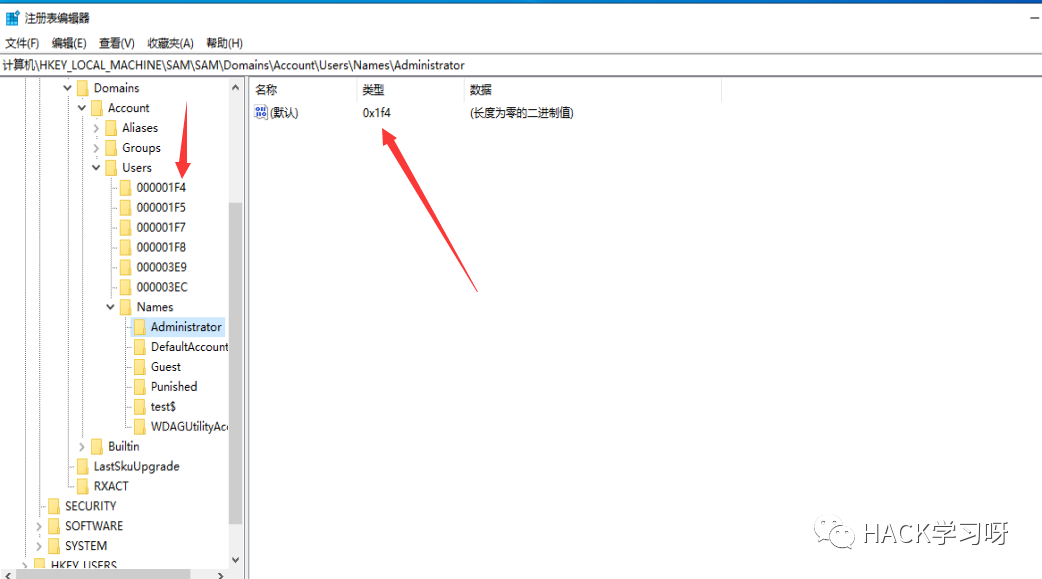 注册表编辑器
文件(F) 编辑(E) 查看(V) 收藏夹(A) 帮助(H)
计算机\HKEY_LOCAL_MACHINE\SAM\SAM\Domains\Account\Users\Names\Administrator
Domains
Account
Aliases
Groups
Users
000001F4
000001F5
000001F7
000001F8
000003E9
000003EC
Names
Administrator
DefaultAccount
Guest
Punished
test$
WDAGUtilityAcc
Builtin
LastSkuUpgrade
RXACT
SECURITY
SOFTWARE
SYSTEM
HKEY_USERS
名称 类型 数据
(默认) 0x1f4 (长度为零的二进制值)
HACK学习呀